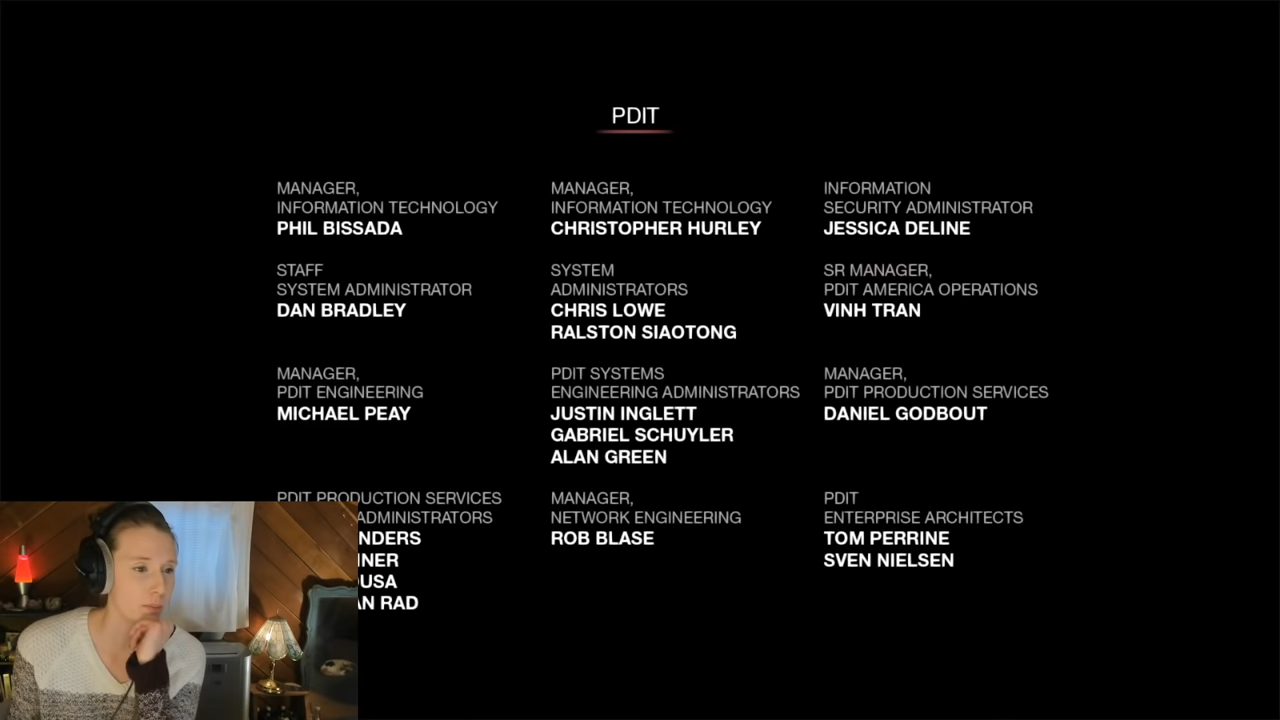 PDIT
MANAGER,
INFORMATION TECHNOLOGY
PHIL BISSADA
MANAGER,
INFORMATION TECHNOLOGY
CHRISTOPHER HURLEY
INFORMATION
SECURITY ADMINISTRATOR
JESSICA DELINE
STAFF
SYSTEM ADMINISTRATOR
DAN BRADLEY
SYSTEM
ADMINISTRATORS
CHRIS LOWE
RALSTON SIAOTONG
SR MANAGER,
PDIT AMERICA OPERATIONS
VINH TRAN
MANAGER,
PDIT ENGINEERING
MICHAEL PEAY
PDIT SYSTEMS
ENGINEERING ADMINISTRATORS
JUSTIN INGLETT
GABRIEL SCHUYLER
ALAN GREEN
MANAGER,
PDIT PRODUCTION SERVICES
DANIEL GODBOUT
PDIT PRODUCTION SERVICES
ADMINISTRATORS
RAD
MANAGER,
NETWORK ENGINEERING
ROB BLASE
PDIT
ENTERPRISE ARCHITECTS
TOM PERRINE
SVEN NIELSEN